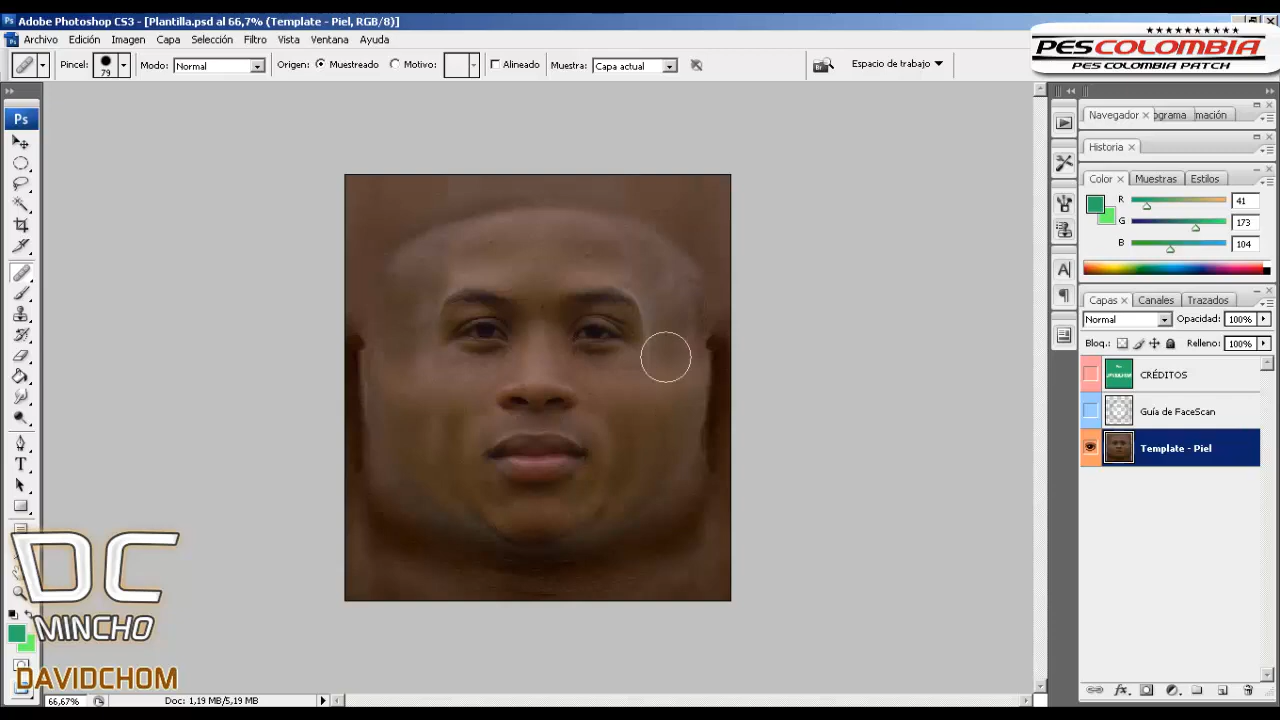 Adobe Photoshop CS3 - [Plantilla.psd al 66,7% (Template - Piel, RGB/8)]
Archivo Edición Imagen Capa Selección Filtro Vista Ventana Ayuda
PESCOLOMBIA
PES COLOMBIA PATCH
Pincel: 79 Modo: Normal Origen: Muestreado Motivo: Alineado Muestra: Capa actual Espacio de trabajo
Ps
Navegador ograma mación
Historia
Color Muestras Estilos
R 41
G 173
B 104
Capas Canales Trazados
Normal Opacidad: 100%
Bloq.: Relleno: 100%
CRÉDITOS
Guía de FaceScan
Template - Piel
DC
MINCHO
DAVIDCHOM
66,67% Doc: 1,19 MB/5,19 MB